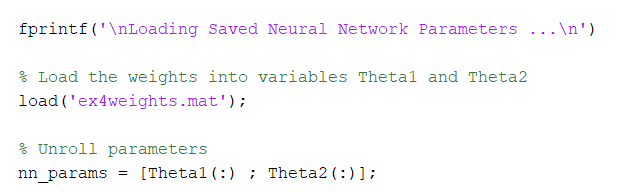 fprintf('\nLoading Saved Neural Network Parameters ...\n')
% Load the weights into variables Theta1 and Theta2
load('ex4weights.mat');
% Unroll parameters
nn_params = [Theta1(:) ; Theta2(:)];